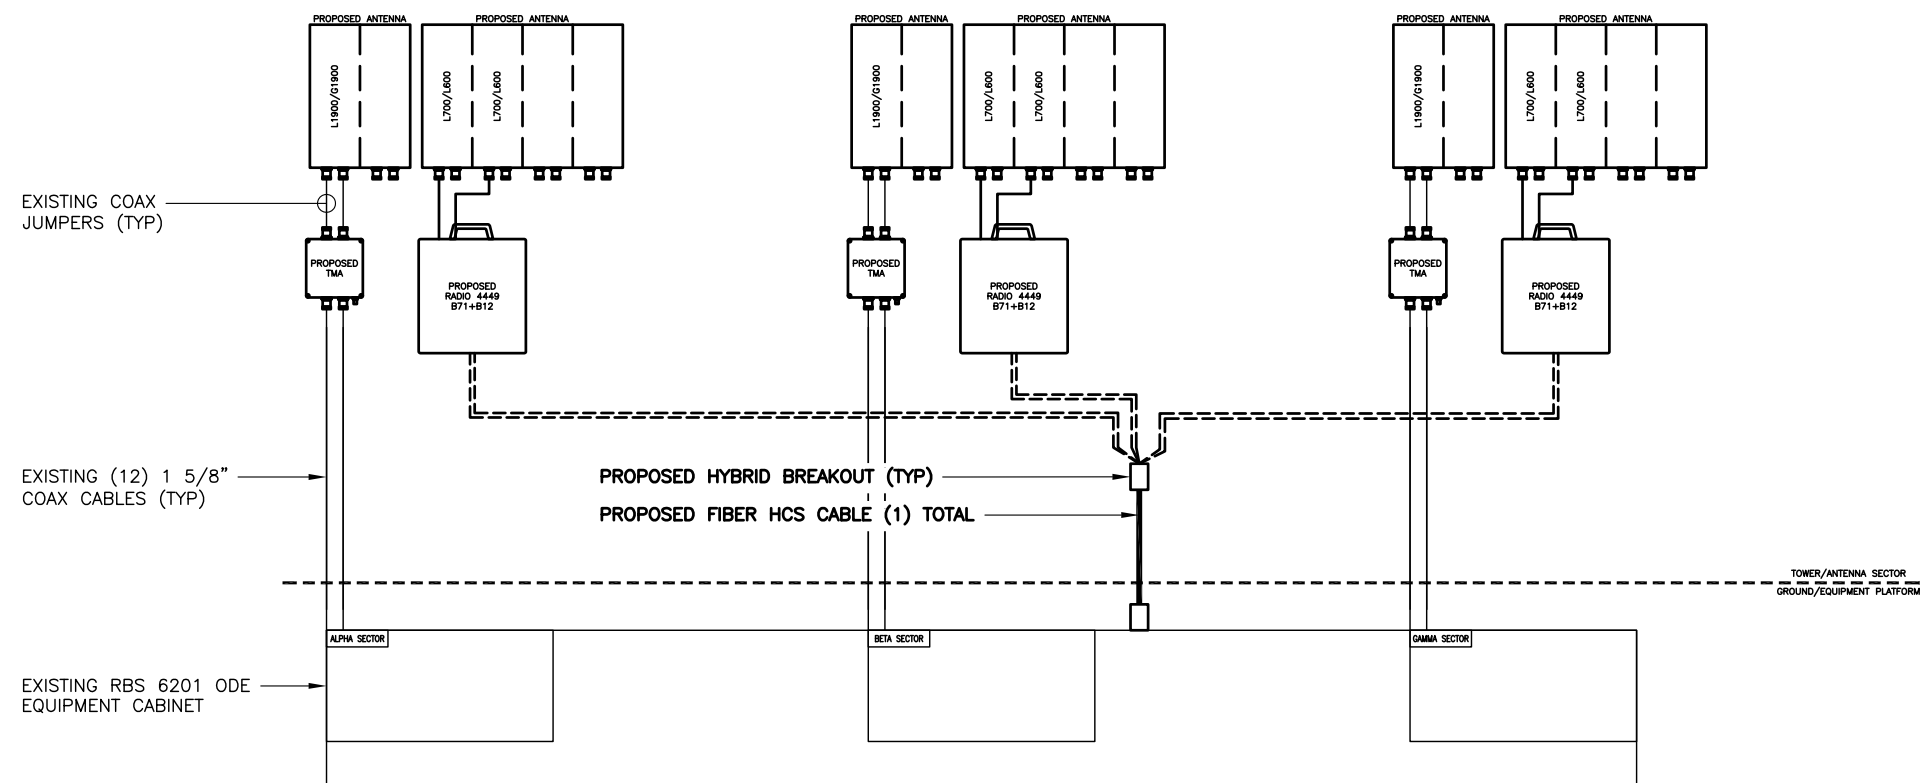 PROPOSED ANTENNA
PROPOSED ANTENNA
PROPOSED ANTENNA
PROPOSED ANTENNA
PROPOSED ANTENNA
PROPOSED ANTENNA
L1900/G1900
L700/L600
L700/L600
L1900/G1900
L700/L600
L700/L600
L1900/G1900
L700/L600
L700/L600
EXISTING COAX
JUMPERS (TYP)
PROPOSED
TMA
PROPOSED
RADIO 4449
B71+B12
PROPOSED
TMA
PROPOSED
RADIO 4449
B71+B12
PROPOSED
TMA
PROPOSED
RADIO 4449
B71+B12
EXISTING (12) 1 5/8"
COAX CABLES (TYP)
PROPOSED HYBRID BREAKOUT (TYP)
PROPOSED FIBER HCS CABLE (1) TOTAL
TOWER/ANTENNA SECTOR
GROUND/EQUIPMENT PLATFORM
ALPHA SECTOR
BETA SECTOR
GAMMA SECTOR
EXISTING RBS 6201 ODE
EQUIPMENT CABINET